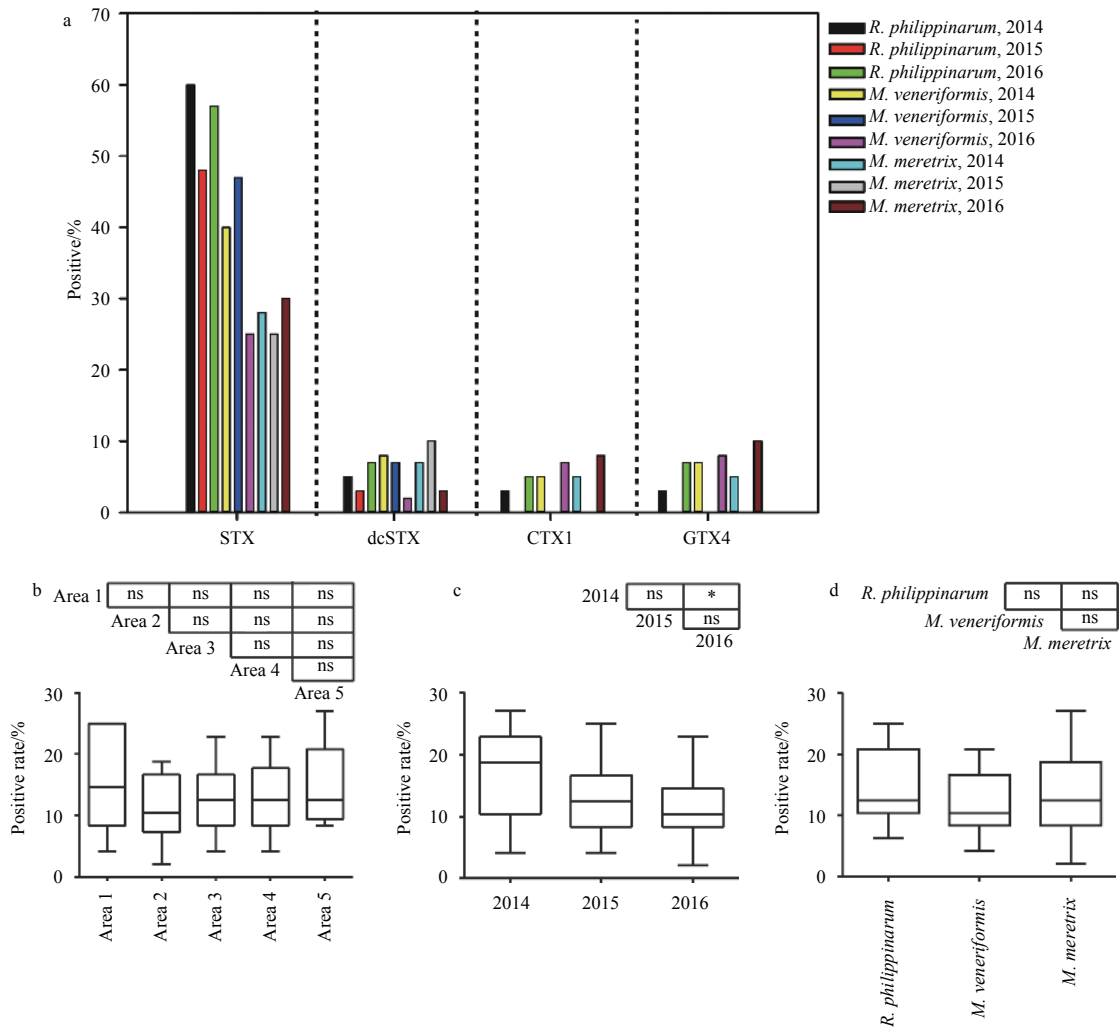 a
70
60
50
40
30
20
10
0
Positive/%
STX
dcSTX
CTX1
GTX4
R. philippinarum, 2014
R. philippinarum, 2015
R. philippinarum, 2016
M. veneriformis, 2014
M. veneriformis, 2015
M. veneriformis, 2016
M. meretrix, 2014
M. meretrix, 2015
M. meretrix, 2016
b
Area 1 ns ns ns ns
Area 2 ns ns ns
Area 3 ns ns
Area 4 ns
Area 5
30
20
10
0
Positive rate/%
Area 1
Area 2
Area 3
Area 4
Area 5
c
2014 ns *
2015 ns
2016
30
20
10
0
Positive rate/%
2014
2015
2016
d
R. philippinarum ns ns
M. veneriformis ns
M. meretrix
30
20
10
0
Positive rate/%
R. philippinarum
M. veneriformis
M. meretrix